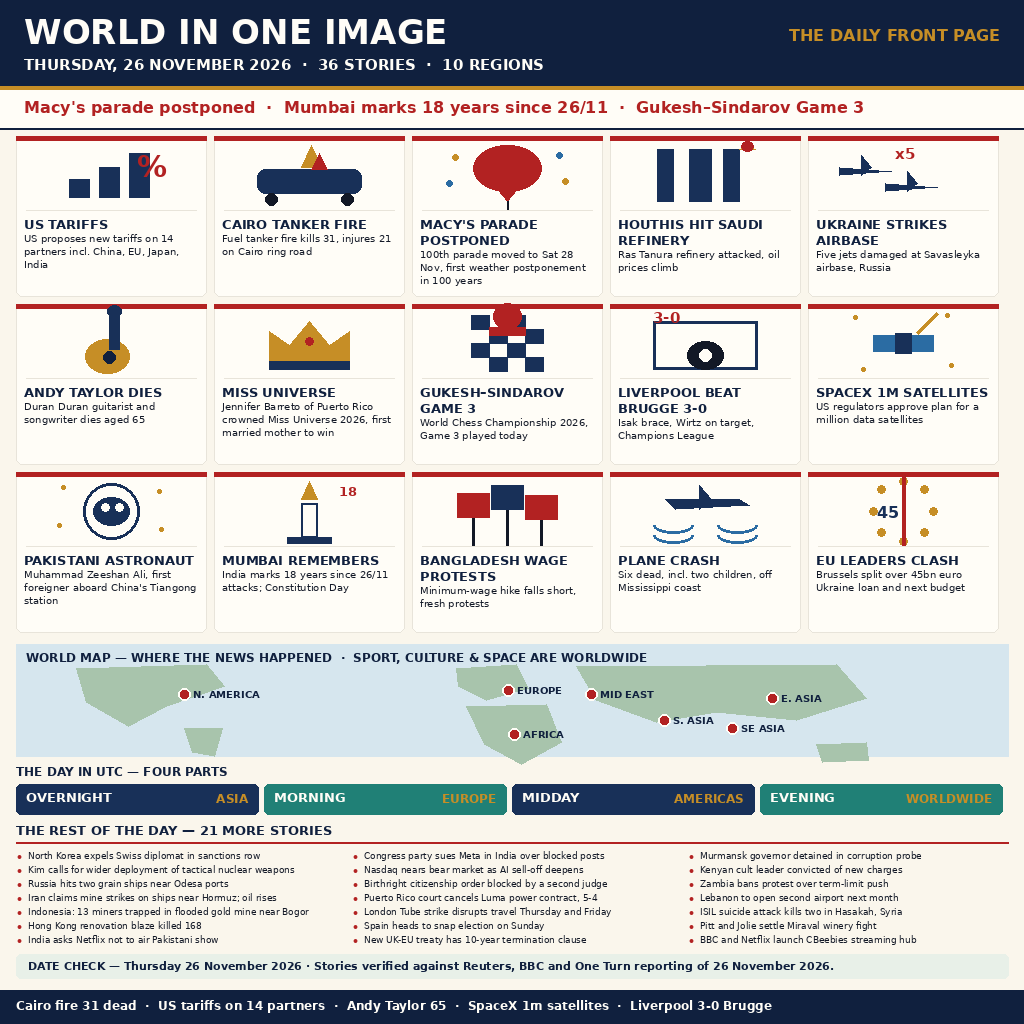 WORLD IN ONE IMAGE
THE DAILY FRONT PAGE
THURSDAY, 26 NOVEMBER 2026 · 36 STORIES · 10 REGIONS
Macy's parade postponed · Mumbai marks 18 years since 26/11 · Gukesh–Sindarov Game 3
%
US TARIFFS
US proposes new tariffs on 14
partners incl. China, EU, Japan,
India
CAIRO TANKER FIRE
Fuel tanker fire kills 31, injures 21
on Cairo ring road
MACY'S PARADE
POSTPONED
100th parade moved to Sat 28
Nov, first weather postponement
in 100 years
HOUTHIS HIT SAUDI
REFINERY
Ras Tanura refinery attacked, oil
prices climb
x5
UKRAINE STRIKES
AIRBASE
Five jets damaged at Savasleyka
airbase, Russia
ANDY TAYLOR DIES
Duran Duran guitarist and
songwriter dies aged 65
MISS UNIVERSE
Jennifer Barreto of Puerto Rico
crowned Miss Universe 2026, first
married mother to win
GUKESH–SINDAROV
GAME 3
World Chess Championship 2026,
Game 3 played today
3-0
LIVERPOOL BEAT
BRUGGE 3-0
Isak brace, Wirtz on target,
Champions League
SPACEX 1M SATELLITES
US regulators approve plan for a
million data satellites
PAKISTANI ASTRONAUT
Muhammad Zeeshan Ali, first
foreigner aboard China's Tiangong
station
18
MUMBAI REMEMBERS
India marks 18 years since 26/11
attacks; Constitution Day
BANGLADESH WAGE
PROTESTS
Minimum-wage hike falls short,
fresh protests
PLANE CRASH
Six dead, incl. two children, off
Mississippi coast
45
EU LEADERS CLASH
Brussels split over 45bn euro
Ukraine loan and next budget
WORLD MAP — WHERE THE NEWS HAPPENED · SPORT, CULTURE & SPACE ARE WORLDWIDE
N. AMERICA
EUROPE
MID EAST
E. ASIA
S. ASIA
SE ASIA
AFRICA
THE DAY IN UTC — FOUR PARTS
OVERNIGHT ASIA
MORNING EUROPE
MIDDAY AMERICAS
EVENING WORLDWIDE
THE REST OF THE DAY — 21 MORE STORIES
• North Korea expels Swiss diplomat in sanctions row
• Kim calls for wider deployment of tactical nuclear weapons
• Russia hits two grain ships near Odesa ports
• Iran claims mine strikes on ships near Hormuz; oil rises
• Indonesia: 13 miners trapped in flooded gold mine near Bogor
• Hong Kong renovation blaze killed 168
• India asks Netflix not to air Pakistani show
• Congress party sues Meta in India over blocked posts
• Nasdaq nears bear market as AI sell-off deepens
• Birthright citizenship order blocked by a second judge
• Puerto Rico court cancels Luma power contract, 5-4
• London Tube strike disrupts travel Thursday and Friday
• Spain heads to snap election on Sunday
• New UK-EU treaty has 10-year termination clause
• Murmansk governor detained in corruption probe
• Kenyan cult leader convicted of new charges
• Zambia bans protest over term-limit push
• Lebanon to open second airport next month
• ISIL suicide attack kills two in Hasakah, Syria
• Pitt and Jolie settle Miraval winery fight
• BBC and Netflix launch CBeebies streaming hub
DATE CHECK — Thursday 26 November 2026 · Stories verified against Reuters, BBC and One Turn reporting of 26 November 2026.
Cairo fire 31 dead · US tariffs on 14 partners · Andy Taylor 65 · SpaceX 1m satellites · Liverpool 3-0 Brugge